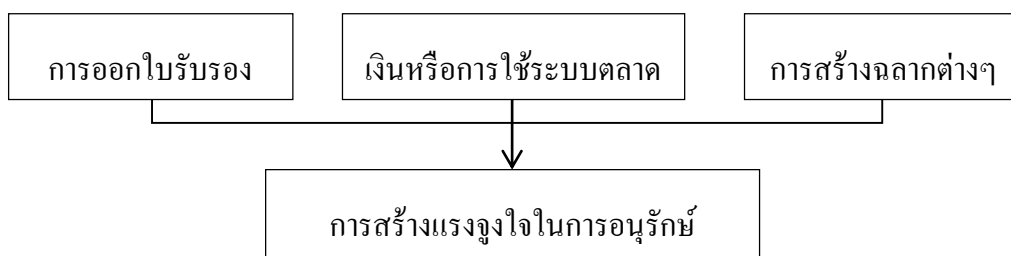 การออกใบรับรอง
เงินหรือการใช้ระบบตลาด
การสร้างฉลากต่างๆ
การสร้างแรงจูงใจในการอนุรักษ์